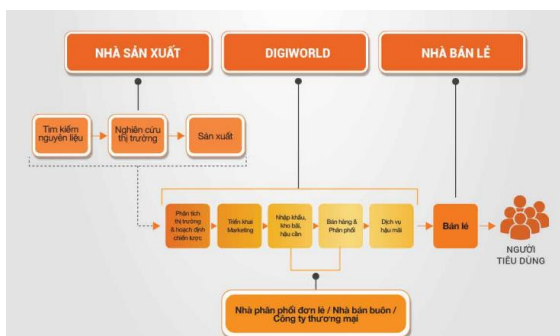 NHÀ SẢN XUẤT
DIGIWORLD
NHÀ BÁN LẺ
Tìm kiếm
nguyên liệu
Nghiên cứu
thị trường
Sản xuất
Phân tích
thị trường
& hoạch định
chiến lược
Triển khai
Marketing
Nhập khẩu,
kho bãi,
hậu cần
Bán hàng &
Phân phối
Dịch vụ
hậu mãi
Bán lẻ
NGƯỜI
TIÊU DÙNG
Nhà phân phối đơn lẻ / Nhà bán buôn /
Công ty thương mại